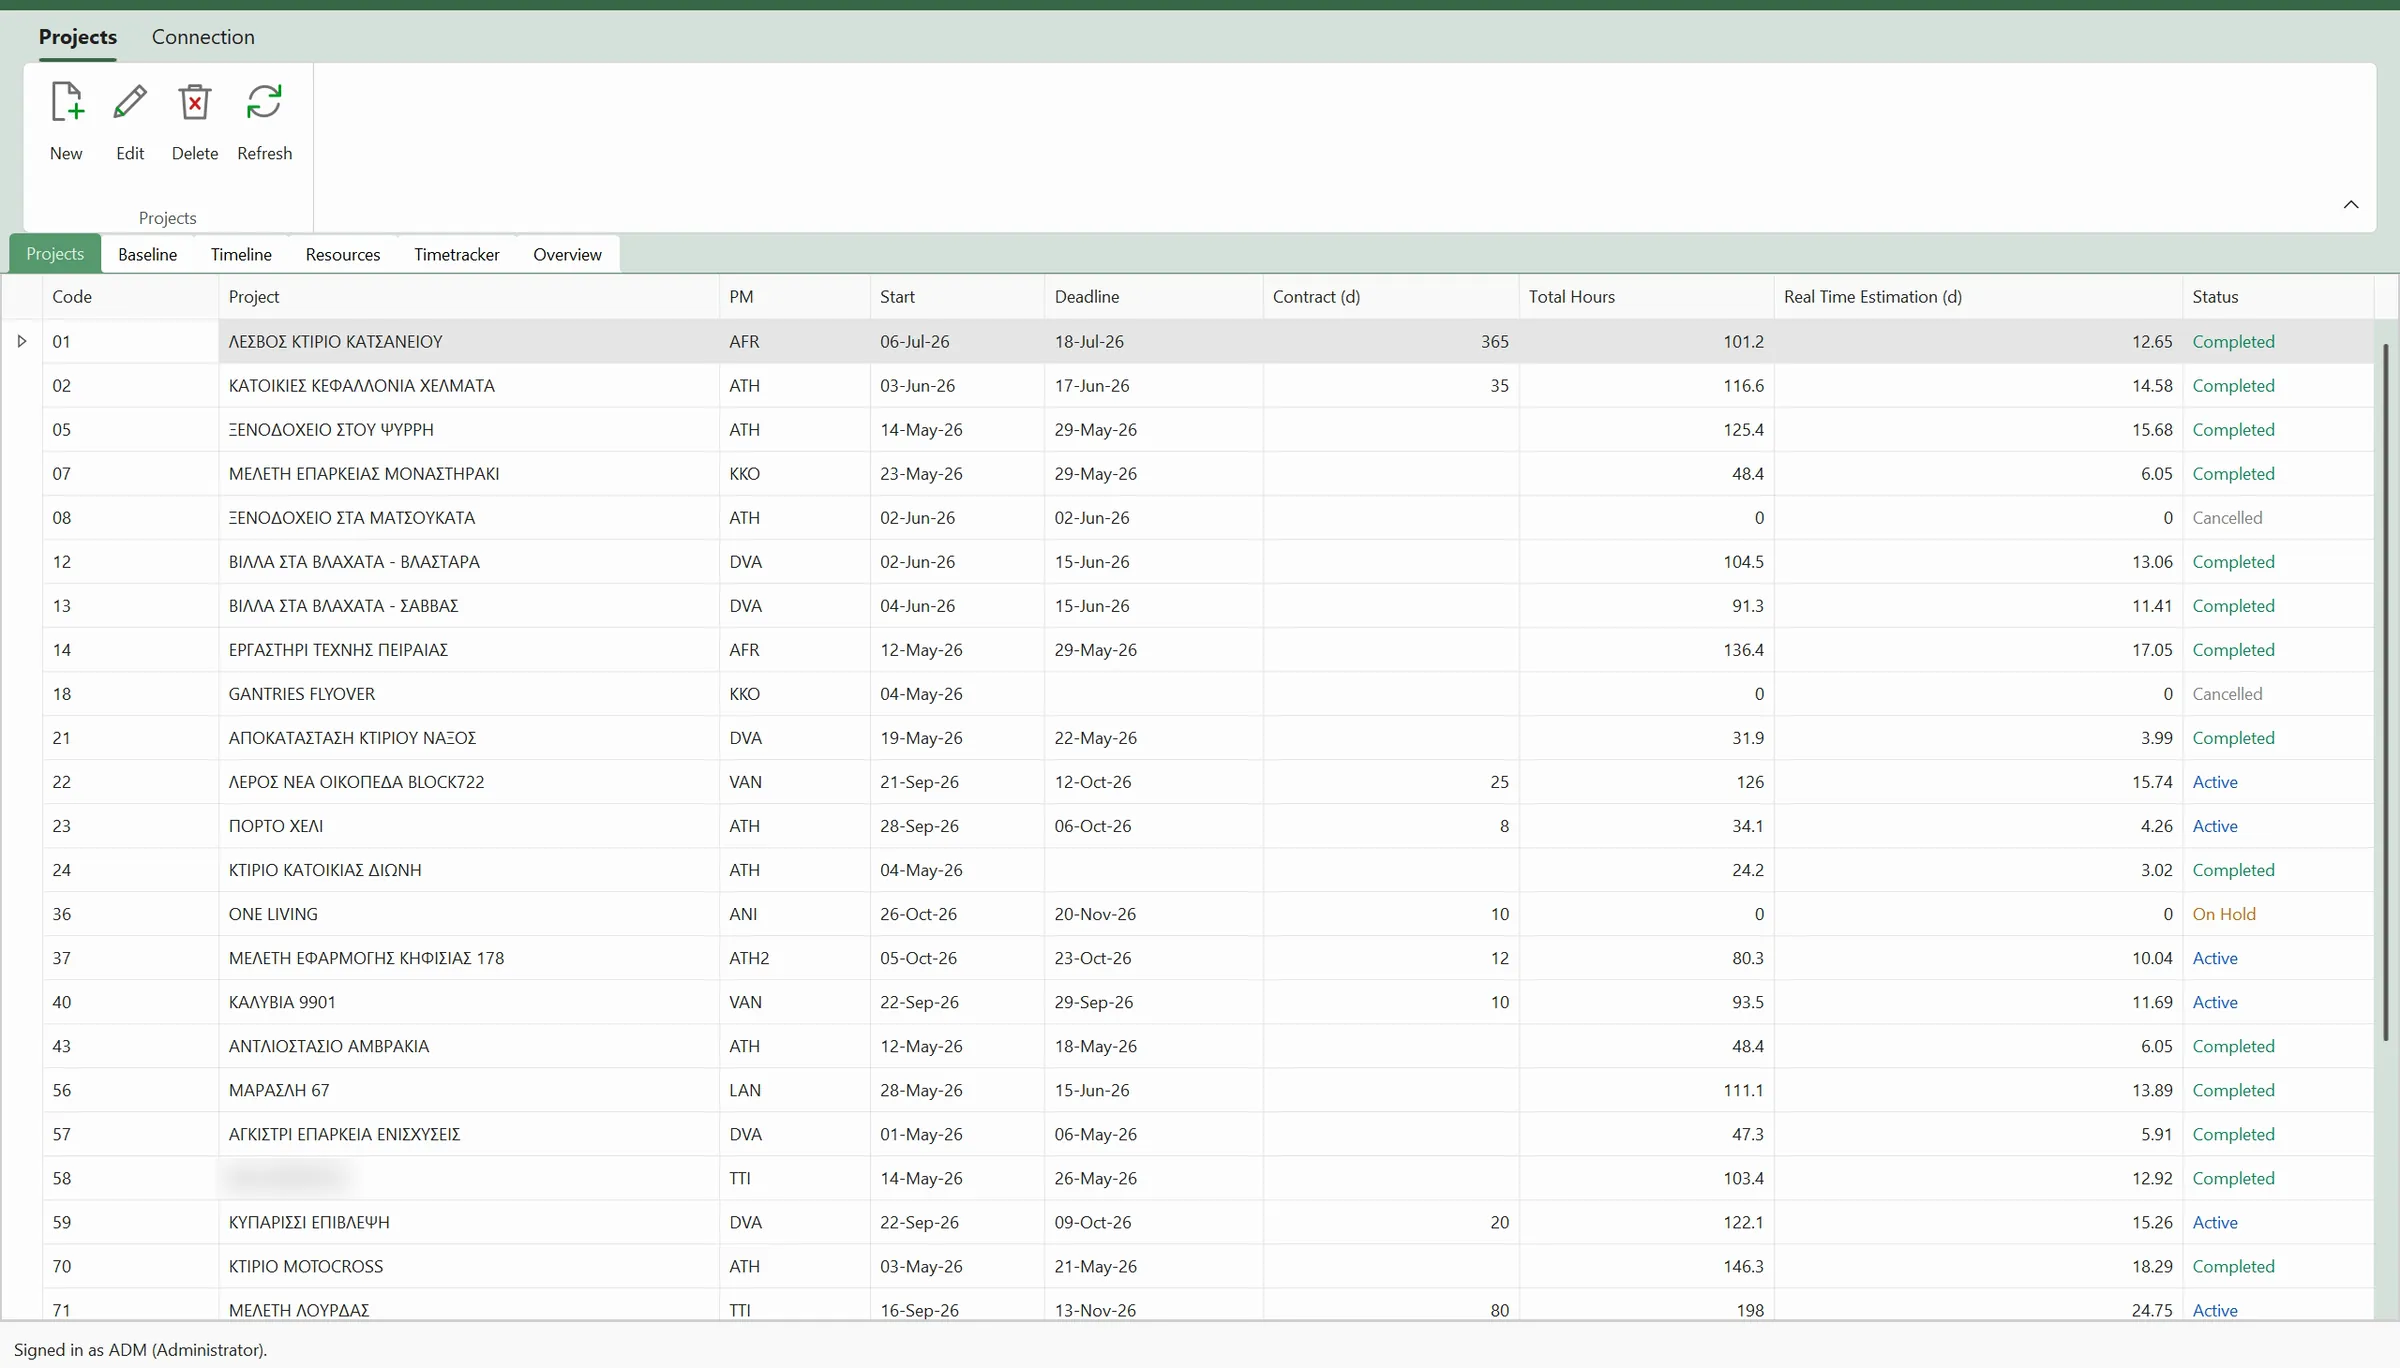 Projects Connection
New Edit Delete Refresh
Projects
Projects Baseline Timeline Resources Timetracker Overview
Code Project PM Start Deadline Contract (d) Total Hours Real Time Estimation (d) Status
01 ΛΕΣΒΟΣ ΚΤΙΡΙΟ ΚΑΤΣΑΝΕΙΟΥ AFR 06-Jul-26 18-Jul-26 365 101.2 12.65 Completed
02 ΚΑΤΟΙΚΙΕΣ ΚΕΦΑΛΛΟΝΙΑ ΧΕΛΜΑΤΑ ATH 03-Jun-26 17-Jun-26 35 116.6 14.58 Completed
05 ΞΕΝΟΔΟΧΕΙΟ ΣΤΟΥ ΨΥΡΡΗ ATH 14-May-26 29-May-26 125.4 15.68 Completed
07 ΜΕΛΕΤΗ ΕΠΑΡΚΕΙΑΣ ΜΟΝΑΣΤΗΡΑΚΙ KKO 23-May-26 29-May-26 48.4 6.05 Completed
08 ΞΕΝΟΔΟΧΕΙΟ ΣΤΑ ΜΑΤΣΟΥΚΑΤΑ ATH 02-Jun-26 02-Jun-26 0 0 Cancelled
12 ΒΙΛΛΑ ΣΤΑ ΒΛΑΧΑΤΑ - ΒΛΑΣΤΑΡΑ DVA 02-Jun-26 15-Jun-26 104.5 13.06 Completed
13 ΒΙΛΛΑ ΣΤΑ ΒΛΑΧΑΤΑ - ΣΑΒΒΑΣ DVA 04-Jun-26 15-Jun-26 91.3 11.41 Completed
14 ΕΡΓΑΣΤΗΡΙ ΤΕΧΝΗΣ ΠΕΙΡΑΙΑΣ AFR 12-May-26 29-May-26 136.4 17.05 Completed
18 GANTRIES FLYOVER KKO 04-May-26 0 0 Cancelled
21 ΑΠΟΚΑΤΑΣΤΑΣΗ ΚΤΙΡΙΟΥ ΝΑΞΟΣ DVA 19-May-26 22-May-26 31.9 3.99 Completed
22 ΛΕΡΟΣ ΝΕΑ ΟΙΚΟΠΕΔΑ BLOCK722 VAN 21-Sep-26 12-Oct-26 25 126 15.74 Active
23 ΠΟΡΤΟ ΧΕΛΙ ATH 28-Sep-26 06-Oct-26 8 34.1 4.26 Active
24 ΚΤΙΡΙΟ ΚΑΤΟΙΚΙΑΣ ΔΙΩΝΗ ATH 04-May-26 24.2 3.02 Completed
36 ONE LIVING ANI 26-Oct-26 20-Nov-26 10 0 0 On Hold
37 ΜΕΛΕΤΗ ΕΦΑΡΜΟΓΗΣ ΚΗΦΙΣΙΑΣ 178 ATH2 05-Oct-26 23-Oct-26 12 80.3 10.04 Active
40 ΚΑΛΥΒΙΑ 9901 VAN 22-Sep-26 29-Sep-26 10 93.5 11.69 Active
43 ΑΝΤΛΙΟΣΤΑΣΙΟ ΑΜΒΡΑΚΙΑ ATH 12-May-26 18-May-26 48.4 6.05 Completed
56 ΜΑΡΑΣΛΗ 67 LAN 28-May-26 15-Jun-26 111.1 13.89 Completed
57 ΑΓΚΙΣΤΡΙ ΕΠΑΡΚΕΙΑ ΕΝΙΣΧΥΣΕΙΣ DVA 01-May-26 06-May-26 47.3 5.91 Completed
58 TTI 14-May-26 26-May-26 103.4 12.92 Completed
59 ΚΥΠΑΡΙΣΣΙ ΕΠΙΒΛΕΨΗ DVA 22-Sep-26 09-Oct-26 20 122.1 15.26 Active
70 ΚΤΙΡΙΟ MOTOCROSS ATH 03-May-26 21-May-26 146.3 18.29 Completed
71 ΜΕΛΕΤΗ ΛΟΥΡΔΑΣ TTI 16-Sep-26 13-Nov-26 80 198 24.75 Active
Signed in as ADM (Administrator).